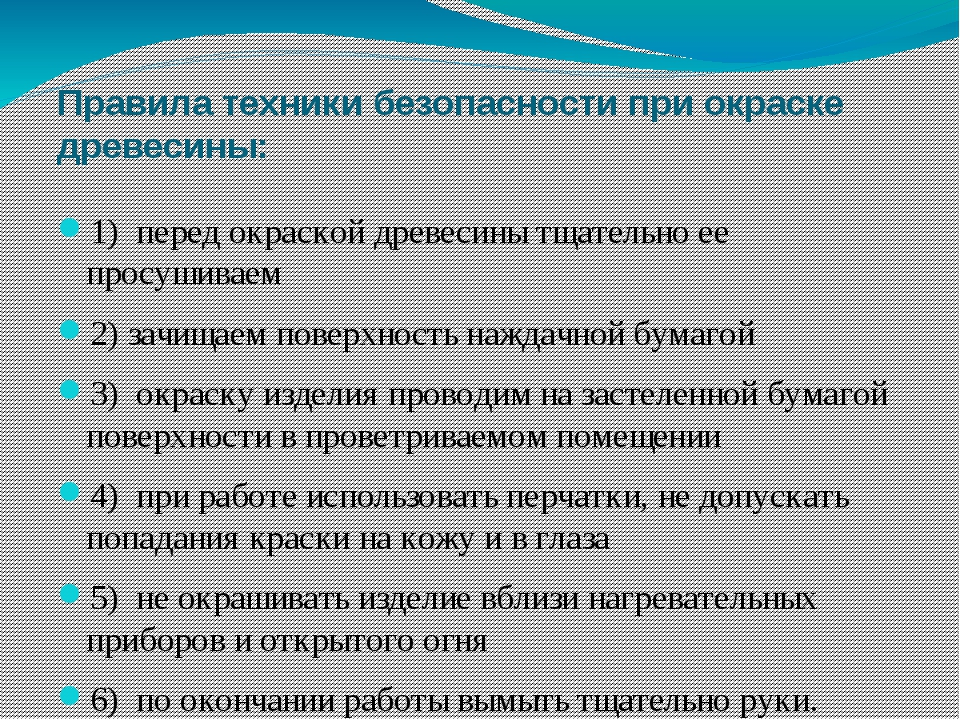 Правила техники безопасности при окраске
древесины:
1) перед окраской древесины тщательно ее
просушиваем
2) зачищаем поверхность наждачной бумагой
3) окраску изделия проводим на застеленной бумагой
поверхности в проветриваемом помещении
4) при работе использовать перчатки, не допускать
попадания краски на кожу и в глаза
5) не окрашивать изделие вблизи нагревательных
приборов и открытого огня
6) по окончании работы вымыть тщательно руки.